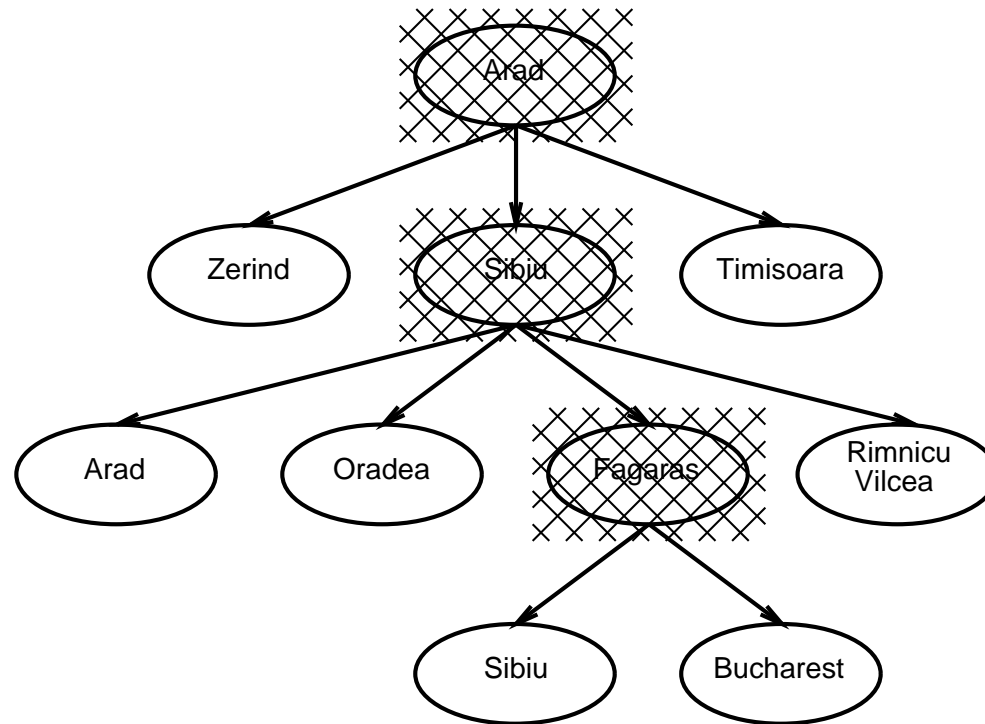 Arad
Zerind
Sibiu
Timisoara
Arad
Oradea
Fagaras
Rimnicu
Vilcea
Sibiu
Bucharest